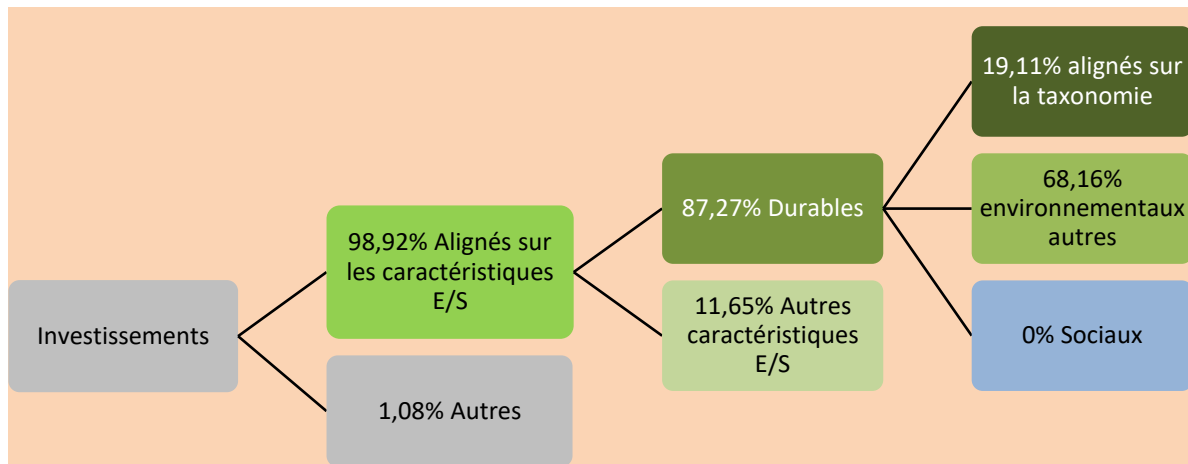 Investissements
98,92% Alignés sur
les caractéristiques
E/S
1,08% Autres
87,27% Durables
11,65% Autres
caractéristiques
E/S
19,11% alignés sur
la taxonomie
68,16%
environnementaux
autres
0% Sociaux